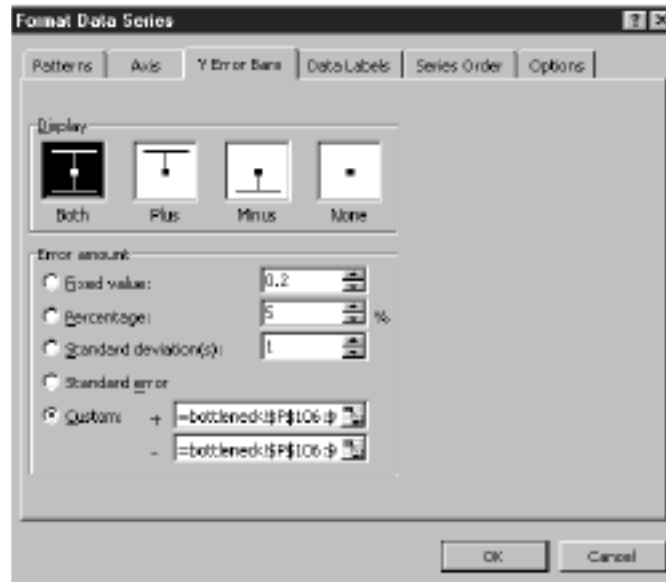 Format Data Series
Patterns Axis Y Error Bars Data Labels Series Order Options
Display
Both Plus Minus None
Error amount
Fixed value: 0.2
Percentage: 5 %
Standard deviation(s): 1
Standard error
Custom: + =bottleneck!$P$106:$
- =bottleneck!$P$106:$
OK Cancel